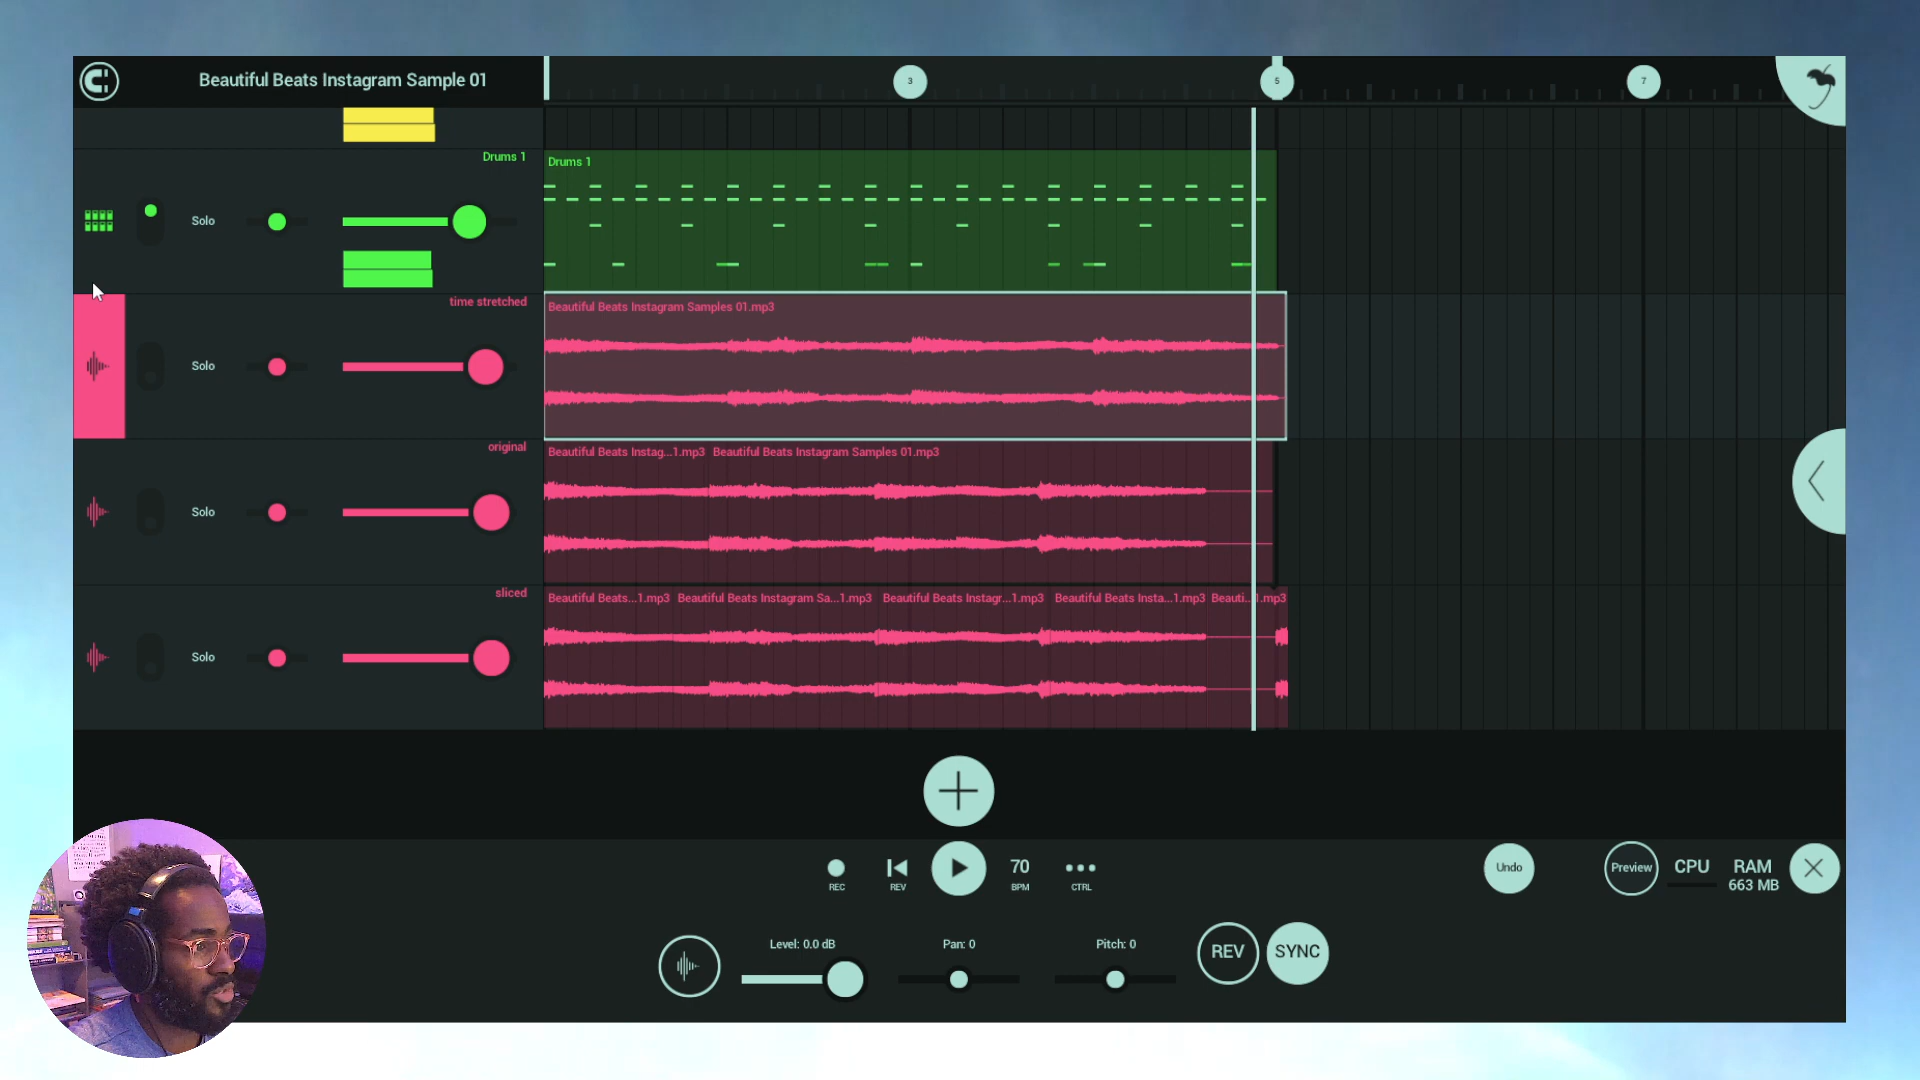 Beautiful Beats Instagram Sample 01
3
5
7
Drums 1
Drums 1
Solo
time stretched
Beautiful Beats Instagram Samples 01.mp3
Solo
original
Beautiful Beats Instag...1.mp3
Beautiful Beats Instagram Samples 01.mp3
Solo
sliced
Beautiful Beats...1.mp3
Beautiful Beats Instagram Sa...1.mp3
Beautiful Beats Instagr...1.mp3
Beautiful Beats Insta...1.mp3
Beauti...1.mp3
Solo
REC
REV
70
BPM
CTRL
Undo
Preview
CPU
RAM
663 MB
Level: 0.0 dB
Pan: 0
Pitch: 0
REV
SYNC